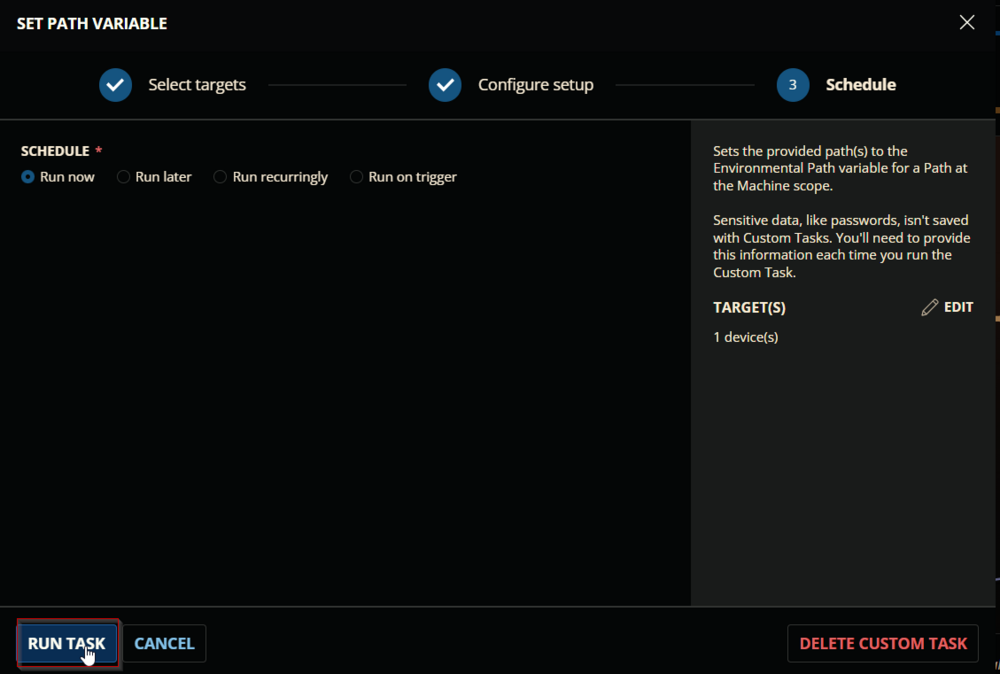 SET PATH VARIABLE
Select targets
Configure setup
3
Schedule
SCHEDULE *
Run now
Run later
Run recurringly
Run on trigger
Sets the provided path(s) to the
Environmental Path variable for a Path at
the Machine scope.
Sensitive data, like passwords, isn't saved
with Custom Tasks. You'll need to provide
this information each time you run the
Custom Task.
TARGET(S)
EDIT
1 device(s)
RUN TASK
CANCEL
DELETE CUSTOM TASK